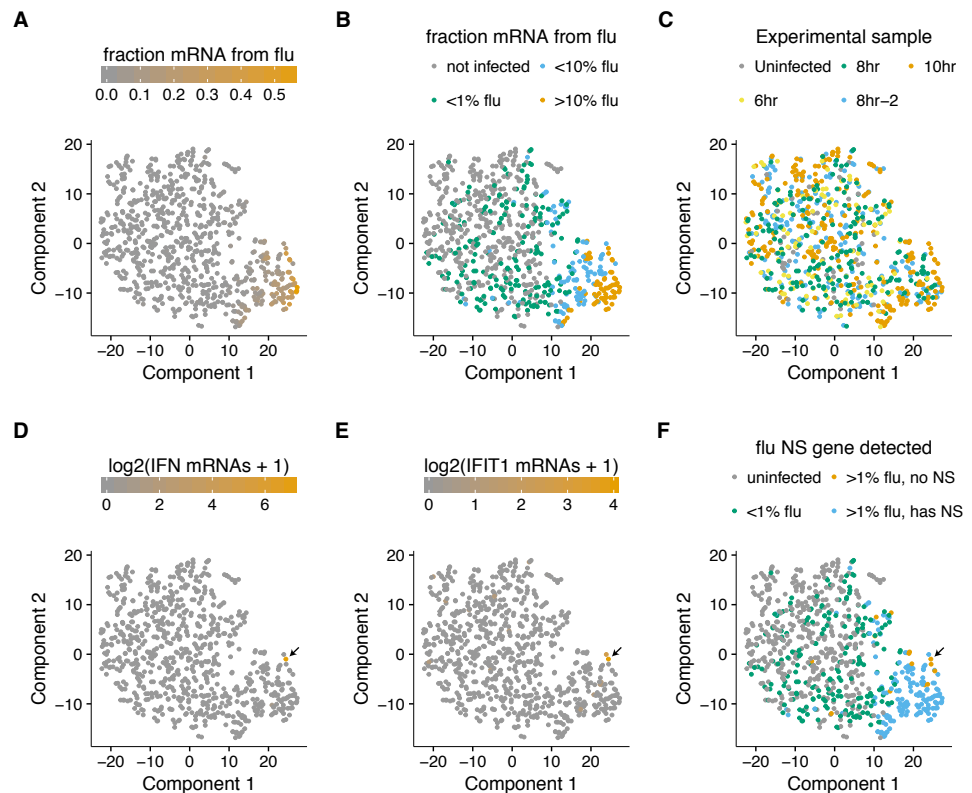 A
fraction mRNA from flu
0.0 0.1 0.2 0.3 0.4 0.5
20
10
0
−10
−20 −10 0 10 20
Component 1
Component 2
B
fraction mRNA from flu
not infected <10% flu
<1% flu >10% flu
20
10
0
−10
−20 −10 0 10 20
Component 1
Component 2
C
Experimental sample
Uninfected 8hr 10hr
6hr 8hr−2
20
10
0
−10
−20 −10 0 10 20
Component 1
Component 2
D
log2(IFN mRNAs + 1)
0 2 4 6
20
10
0
−10
−20 −10 0 10 20
Component 1
Component 2
E
log2(IFIT1 mRNAs + 1)
0 1 2 3 4
20
10
0
−10
−20 −10 0 10 20
Component 1
Component 2
F
flu NS gene detected
uninfected >1% flu, no NS
<1% flu >1% flu, has NS
20
10
0
−10
−20 −10 0 10 20
Component 1
Component 2